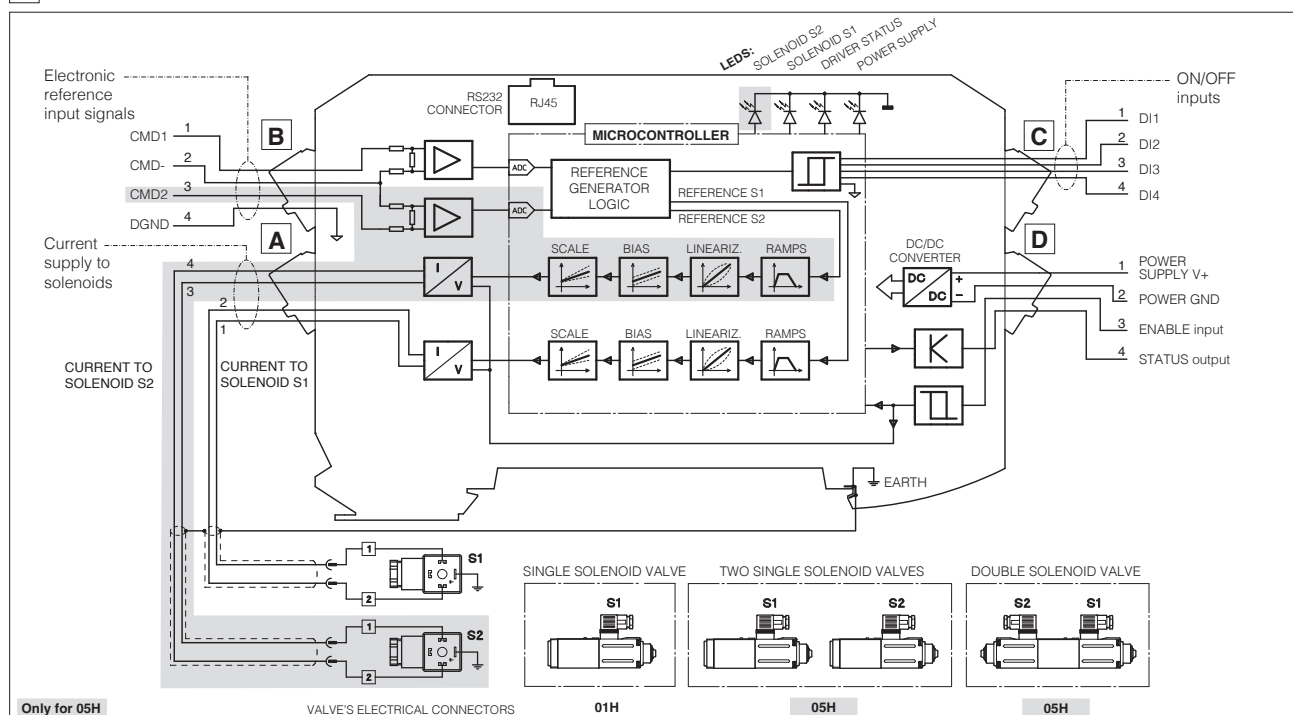 LEDS:
SOLENOID S2
SOLENOID S1
DRIVER STATUS
POWER SUPPLY
Electronic
reference
input signals
RS232
CONNECTOR
RJ45
ON/OFF
inputs
MICROCONTROLLER
B
C
CMD1 1
CMD- 2
CMD2 3
DGND 4
1 DI1
2 DI2
3 DI3
4 DI4
ADC
ADC
REFERENCE
GENERATOR
LOGIC
REFERENCE S1
REFERENCE S2
A
D
Current
supply to
solenoids
4
3
2
1
I
V
SCALE BIAS LINEARIZ. RAMPS
DC/DC
CONVERTER
DC
DC
+
−
1 POWER
SUPPLY V+
2 POWER GND
3 ENABLE input
4 STATUS output
I
V
SCALE BIAS LINEARIZ. RAMPS
K
CURRENT TO
SOLENOID S2
CURRENT TO
SOLENOID S1
EARTH
1
S1
2
1
S2
2
SINGLE SOLENOID VALVE
S1
TWO SINGLE SOLENOID VALVES
S1 S2
DOUBLE SOLENOID VALVE
S2 S1
Only for 05H
VALVE'S ELECTRICAL CONNECTORS
01H
05H
05H